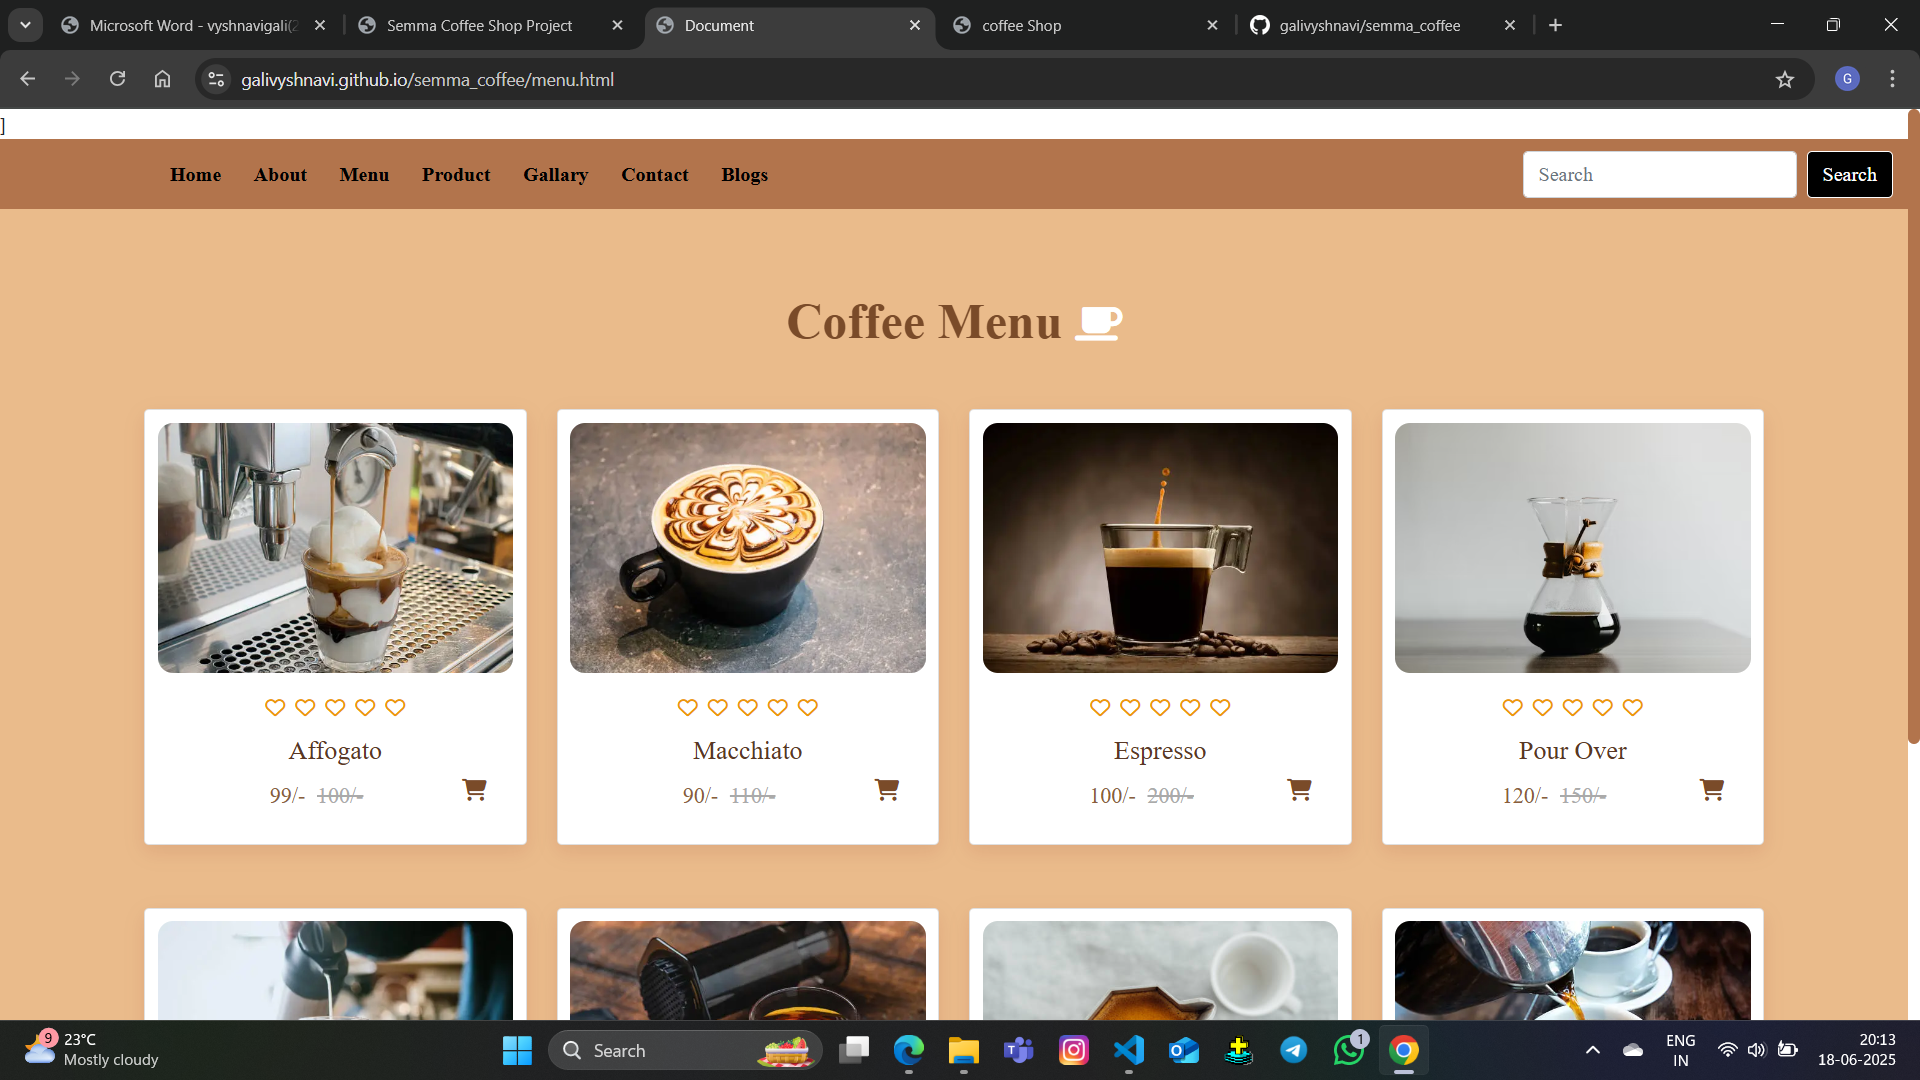 Microsoft Word - vyshnavigali(2
Semma Coffee Shop Project
Document
coffee Shop
galivyshnavi/semma_coffee
galivyshnavi.github.io/semma_coffee/menu.html
G
]
Home About Menu Product Gallary Contact Blogs
Search
Search
Coffee Menu
Affogato
99/- 100/-
Macchiato
90/- 110/-
Espresso
100/- 200/-
Pour Over
120/- 150/-
9
23°C
Mostly cloudy
Search
1
ENG
IN
20:13
18-06-2025